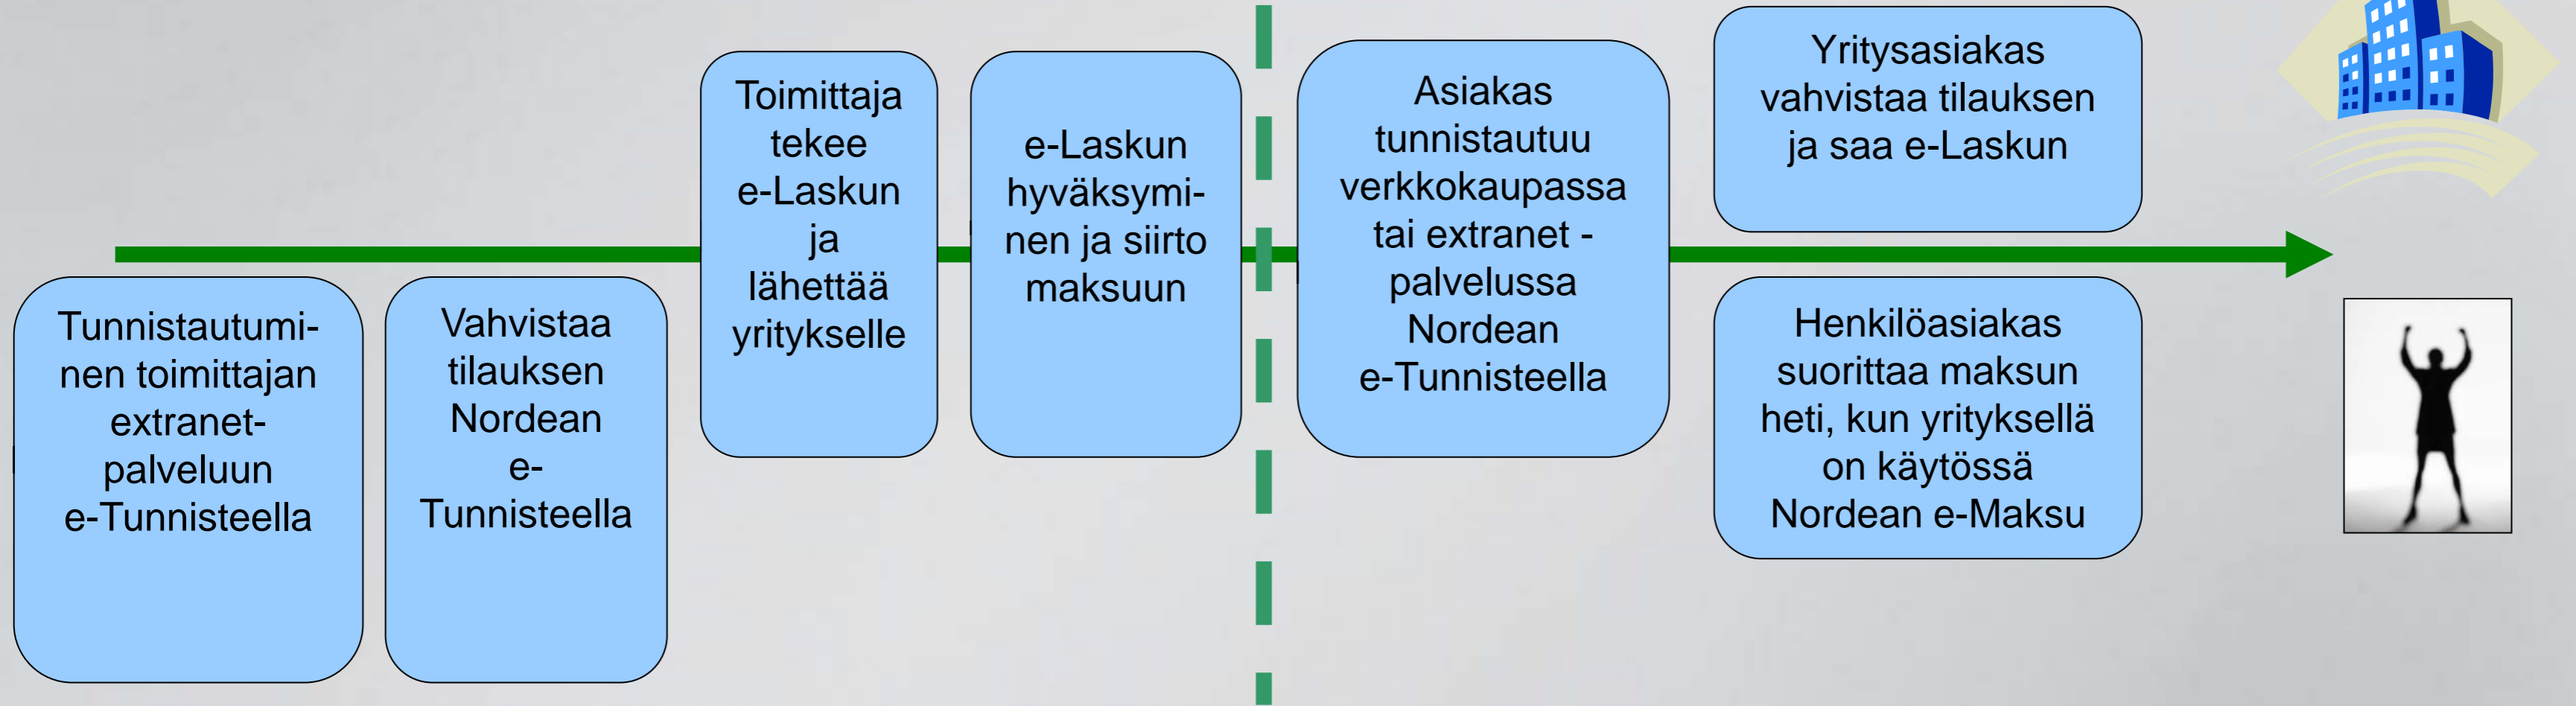 Tunnistautumi-
nen toimittajan
extranet-
palveluun
e-Tunnisteella
Vahvistaa
tilauksen
Nordean
e-
Tunnisteella
Toimittaja
tekee
e-Laskun
ja
lähettää
yritykselle
e-Laskun
hyväksymi-
nen ja siirto
maksuun
Asiakas
tunnistautuu
verkkokaupassa
tai extranet -
palvelussa
Nordean
e-Tunnisteella
Yritysasiakas
vahvistaa tilauksen
ja saa e-Laskun
Henkilöasiakas
suorittaa maksun
heti, kun yrityksellä
on käytössä
Nordean e-Maksu